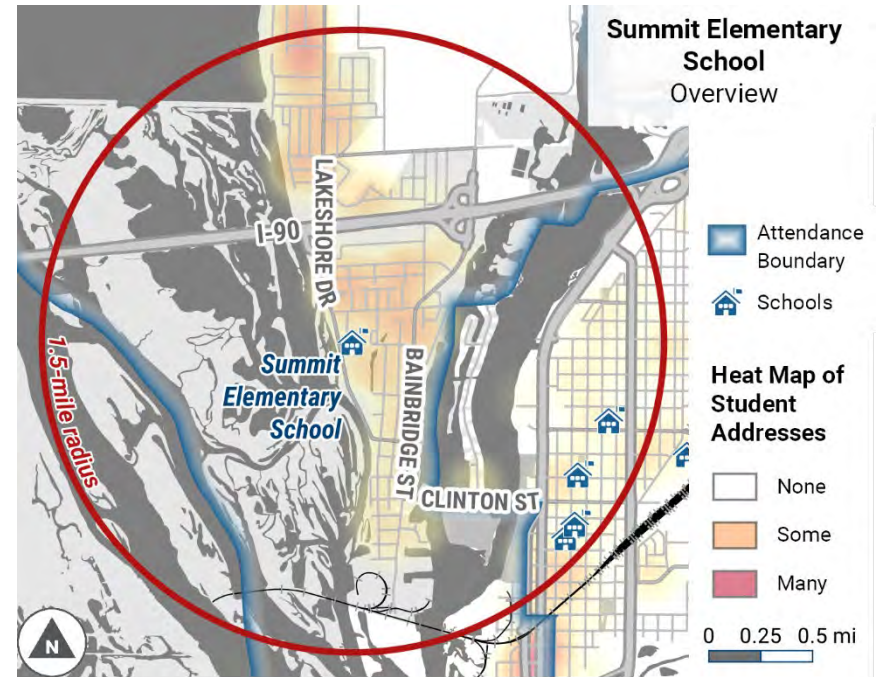 Summit Elementary
School
Overview
LAKESHORE DR
I-90
Attendance
Boundary
Schools
Summit
Elementary
School
BAINBRIDGE ST
1.5-mile radius
Heat Map of
Student
Addresses
CLINTON ST
None
Some
Many
N
0 0.25 0.5 mi